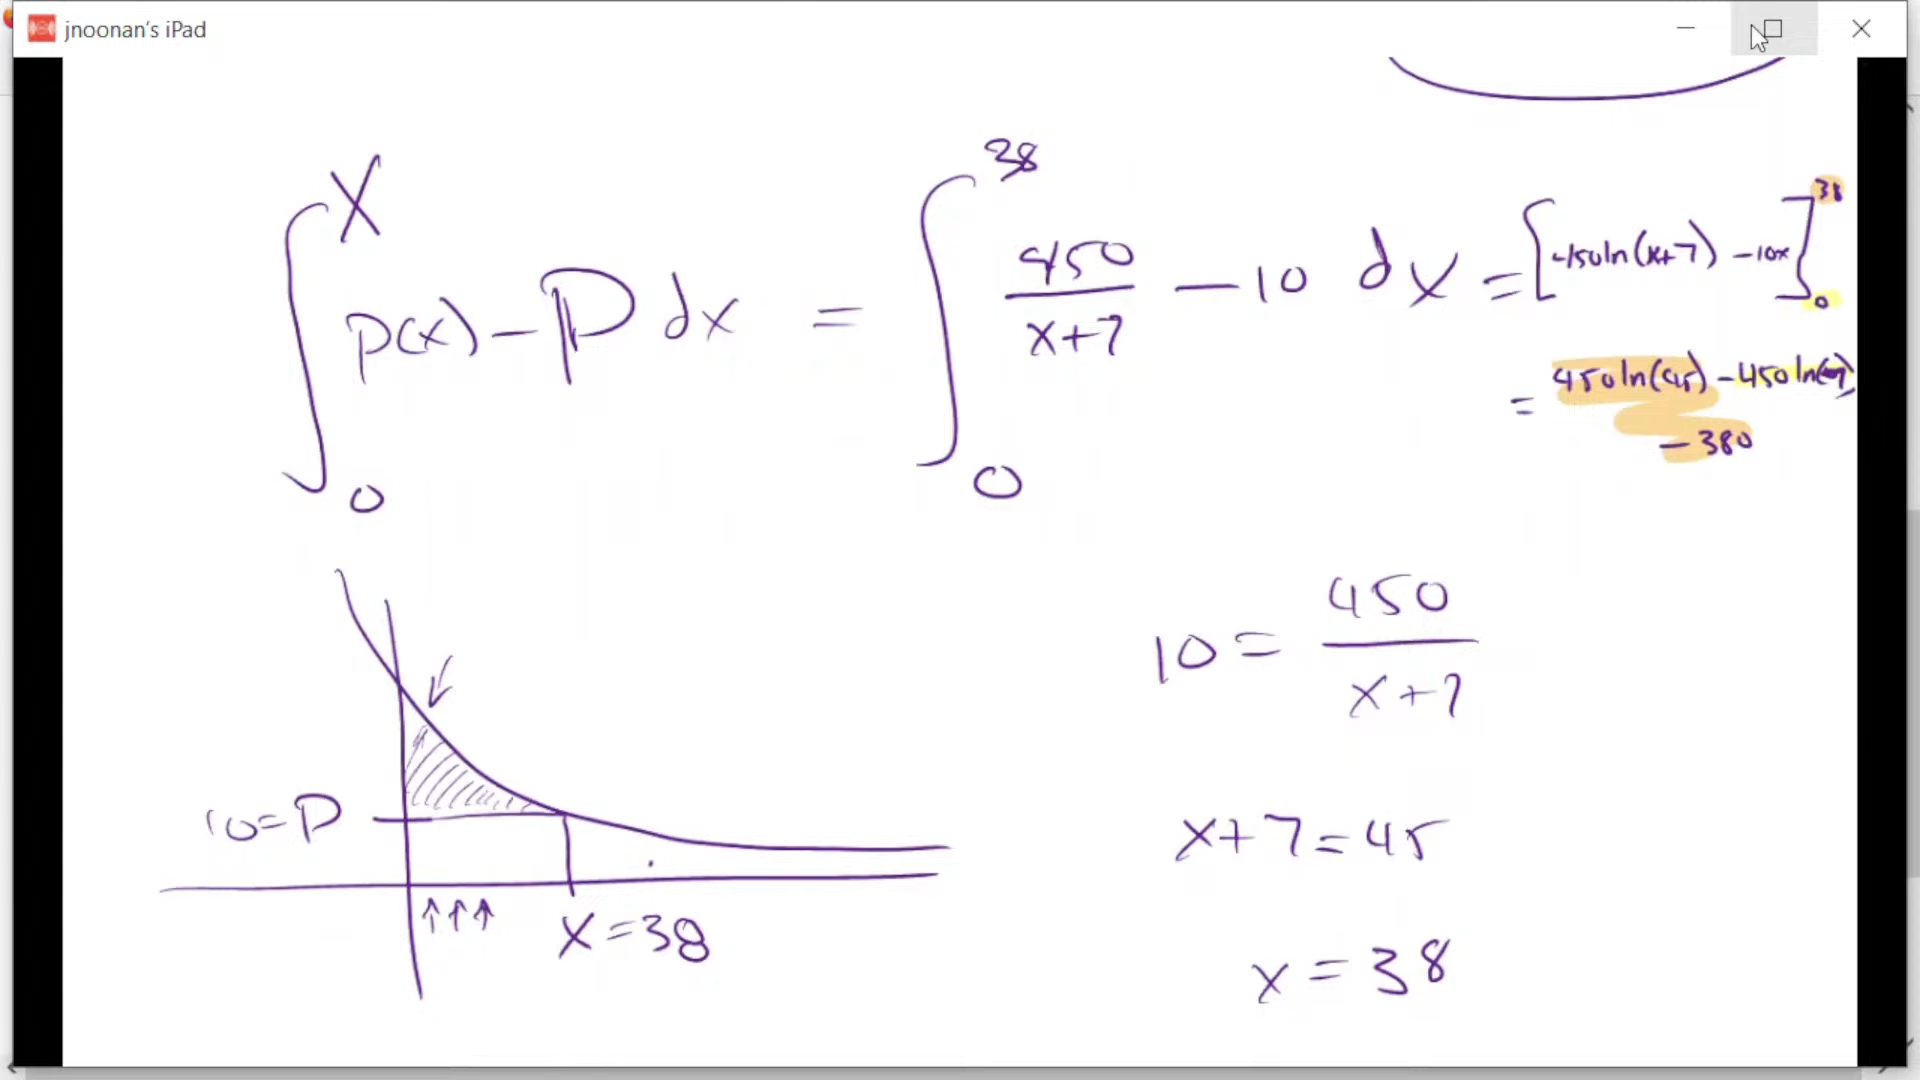 jnoonan's iPad
∫₀^X p(x) – P dx = ∫₀^38 450/(x+7) – 10 dx = [450ln(x+7) – 10x]₀^38
= 450ln(45) – 450ln(7) – 380
10 = 450/(x+7)
10 = P
x+7 = 45
X = 38
x = 38